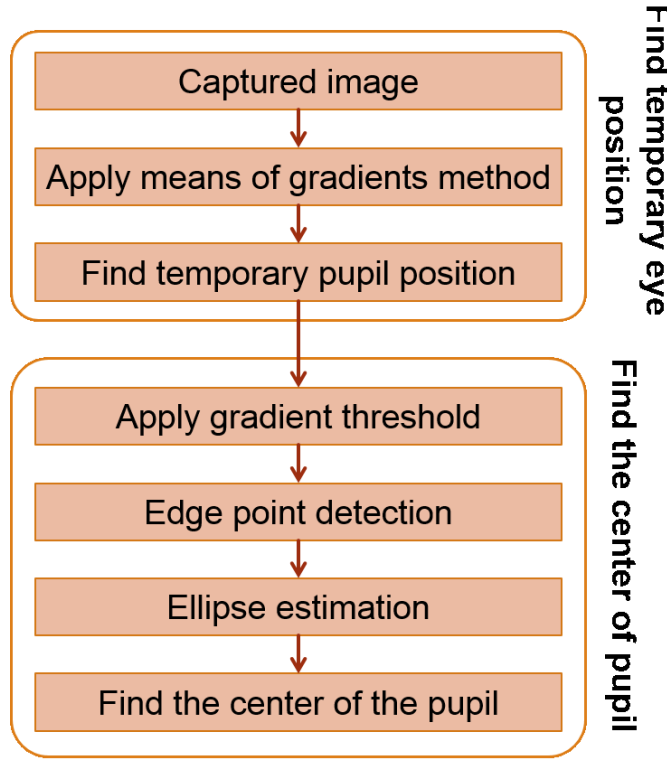 Captured image
Apply means of gradients method
Find temporary pupil position
Find temporary eye
position
Apply gradient threshold
Edge point detection
Ellipse estimation
Find the center of the pupil
Find the center of pupil